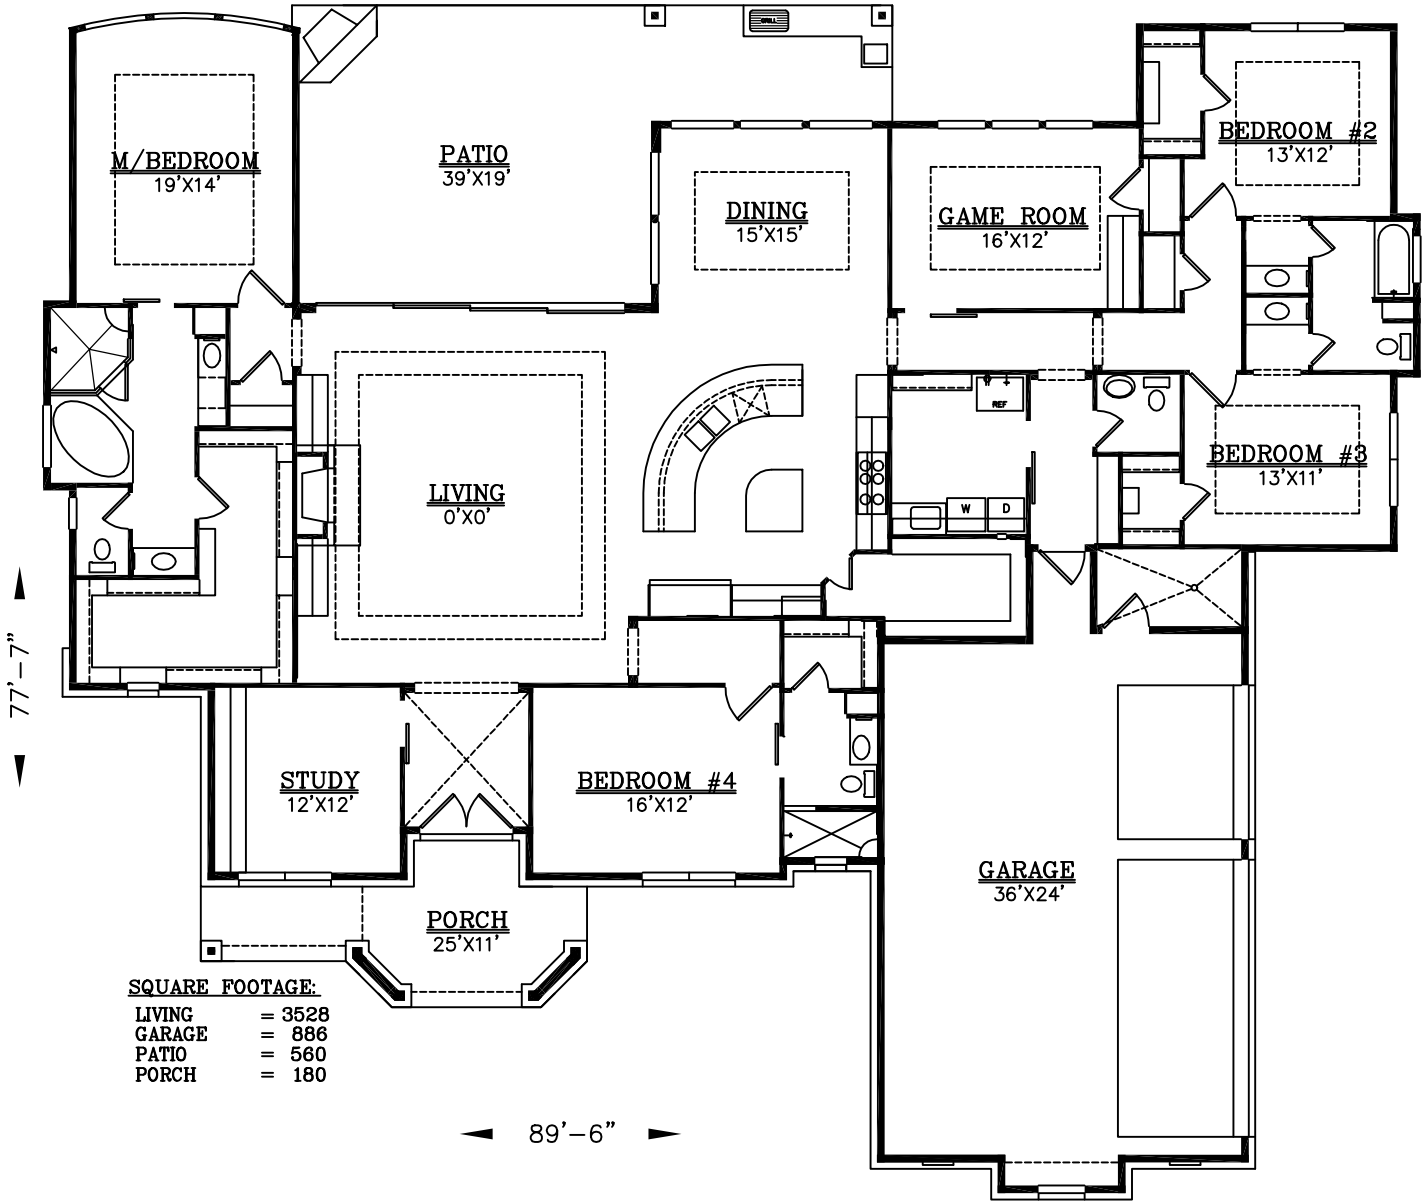 GRILL
M/BEDROOM
19'X14'
PATIO
39'X19'
DINING
15'X15'
GAME ROOM
16'X12'
BEDROOM #2
13'X12'
REF
BEDROOM #3
13'X11'
LIVING
0'X0'
W
D
77'-7"
STUDY
12'X12'
BEDROOM #4
16'X12'
GARAGE
36'X24'
PORCH
25'X11'
SQUARE FOOTAGE:
LIVING = 3528
GARAGE = 886
PATIO = 560
PORCH = 180
89'-6"